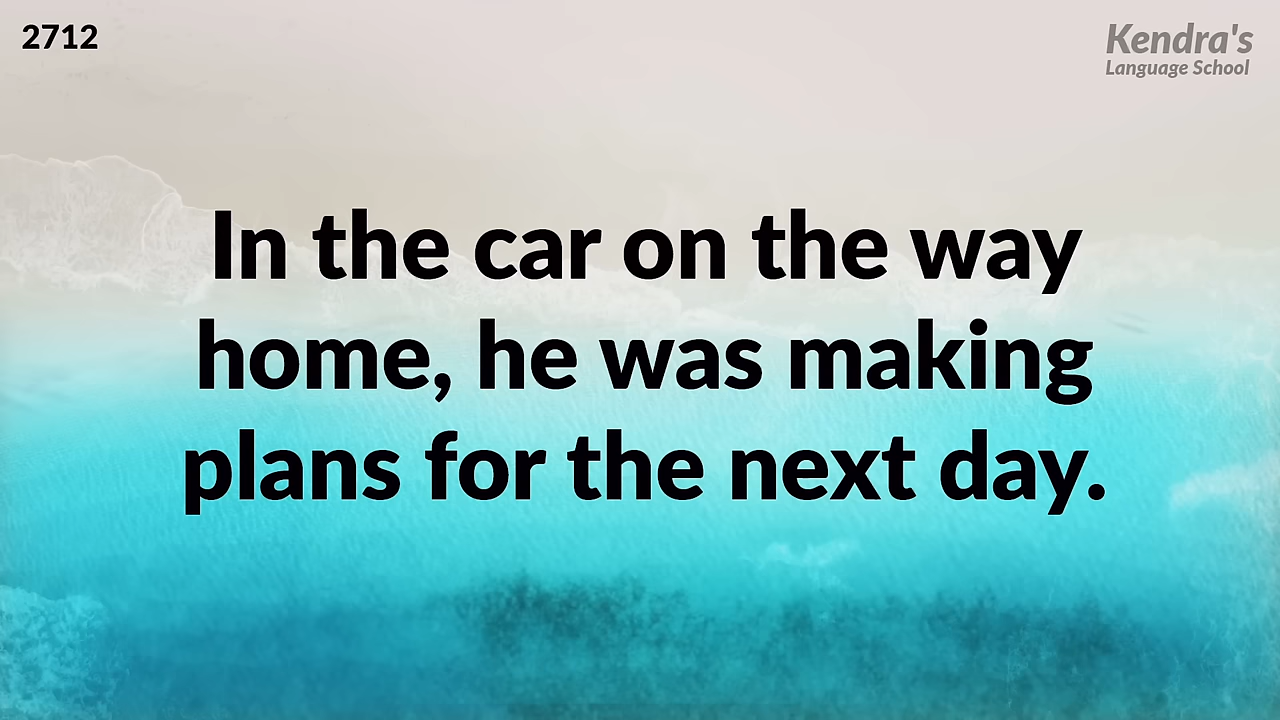 2712
Kendra's
Language School
In the car on the way
home, he was making
plans for the next day.